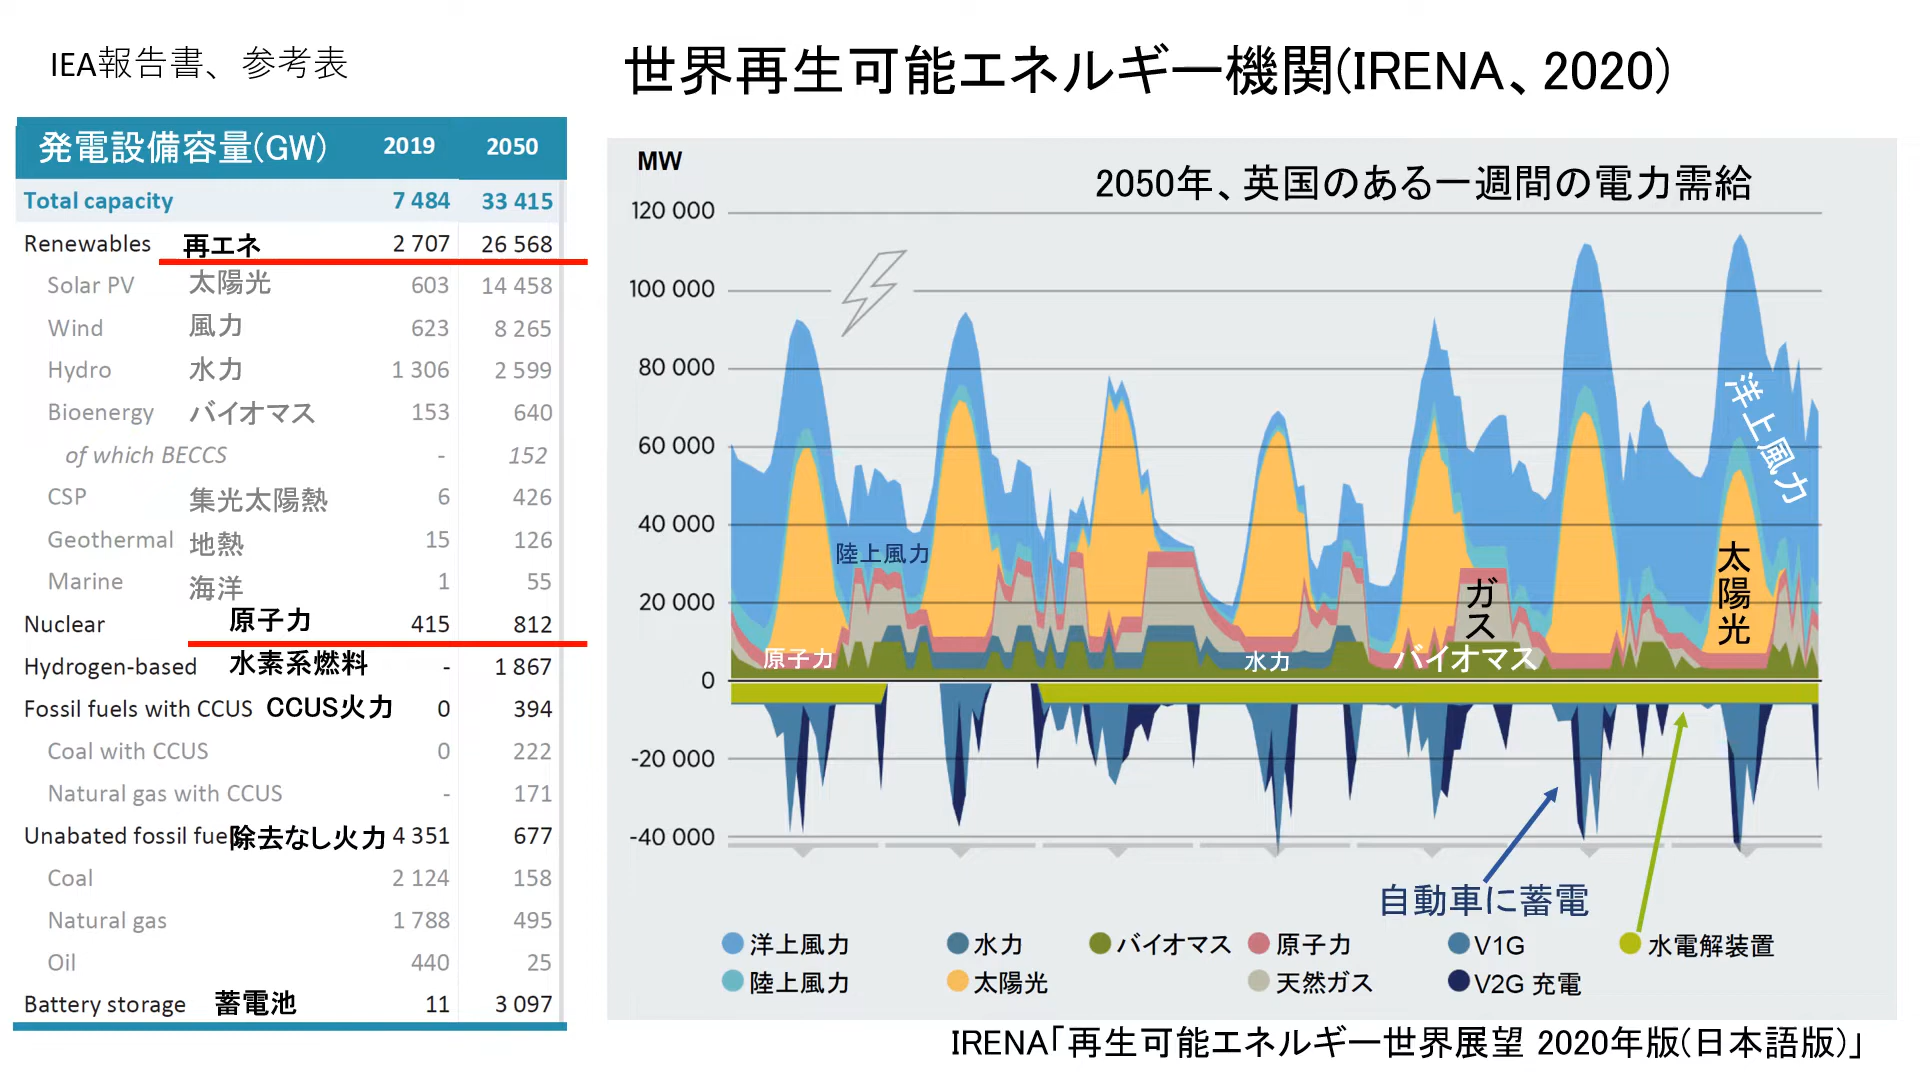 IEA報告書、参考表
世界再生可能エネルギー機関(IRENA、2020)
発電設備容量(GW) 2019 2050
Total capacity 7 484 33 415
Renewables 再エネ 2 707 26 568
Solar PV 太陽光 603 14 458
Wind 風力 623 8 265
Hydro 水力 1 306 2 599
Bioenergy バイオマス 153 640
of which BECCS - 152
CSP 集光太陽熱 6 426
Geothermal 地熱 15 126
Marine 海洋 1 55
Nuclear 原子力 415 812
Hydrogen-based 水素系燃料 - 1 867
Fossil fuels with CCUS CCUS火力 0 394
Coal with CCUS 0 222
Natural gas with CCUS - 171
Unabated fossil fue 除去なし火力 4 351 677
Coal 2 124 158
Natural gas 1 788 495
Oil 440 25
Battery storage 蓄電池 11 3 097
MW
2050年、英国のある一週間の電力需給
120 000
100 000
80 000
60 000
40 000
20 000
0
-20 000
-40 000
洋上風力
陸上風力
太陽光
ガス
原子力
水力
バイオマス
自動車に蓄電
洋上風力 水力 バイオマス 原子力 V1G 水電解装置
陸上風力 太陽光 天然ガス V2G 充電
IRENA「再生可能エネルギー世界展望 2020年版(日本語版)」